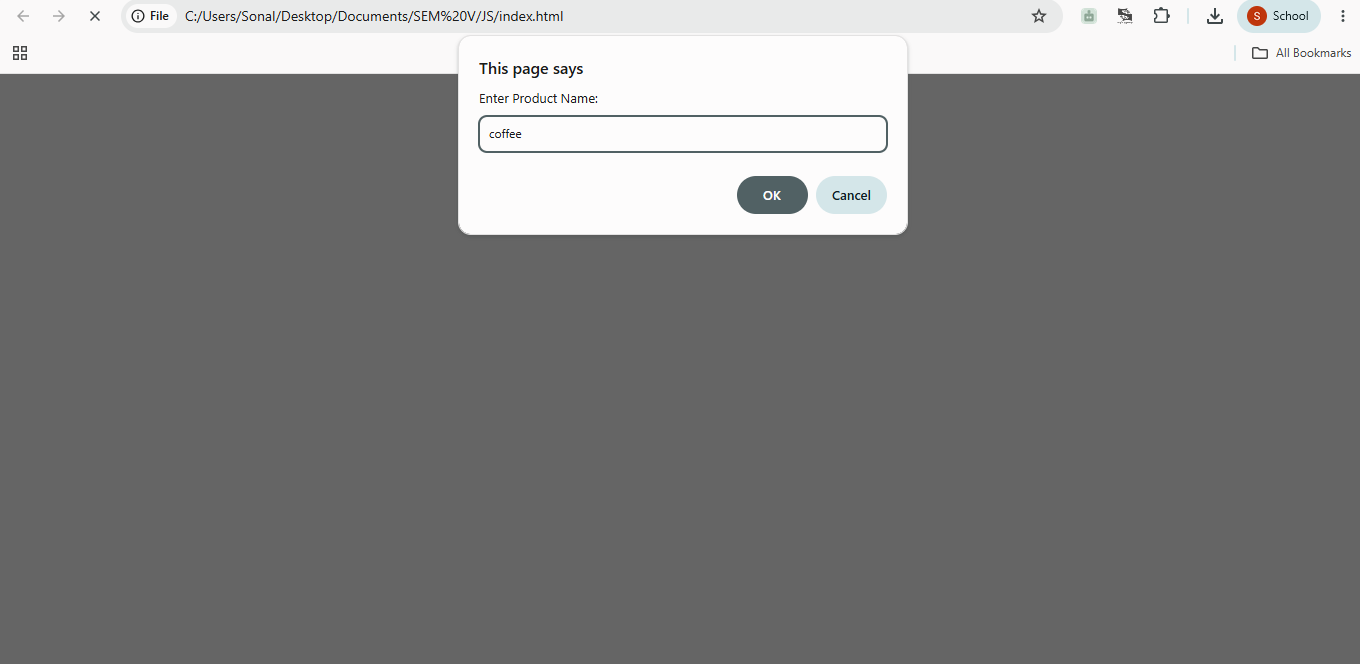 File C:/Users/Sonal/Desktop/Documents/SEM%20V/JS/index.html
S School
All Bookmarks
This page says
Enter Product Name:
coffee
OK Cancel